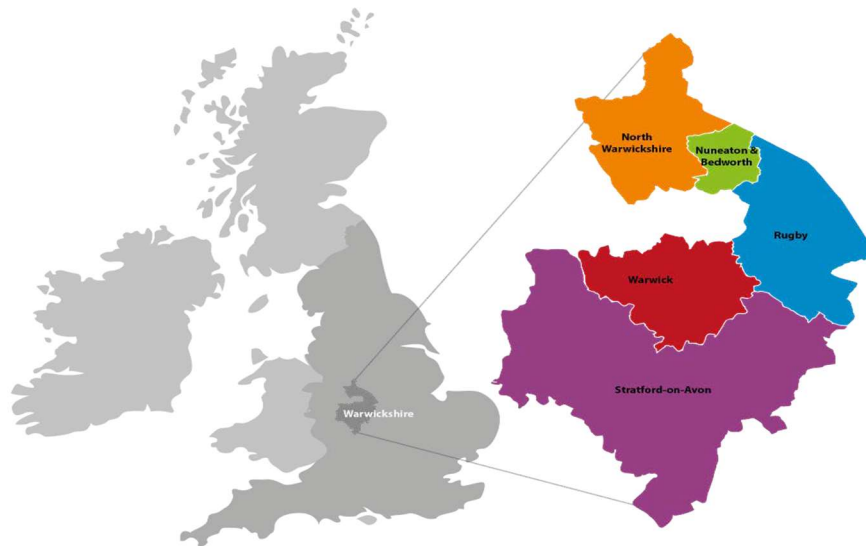 North
Warwickshire
Nuneaton &
Bedworth
Rugby
Warwick
Stratford-on-Avon
Warwickshire